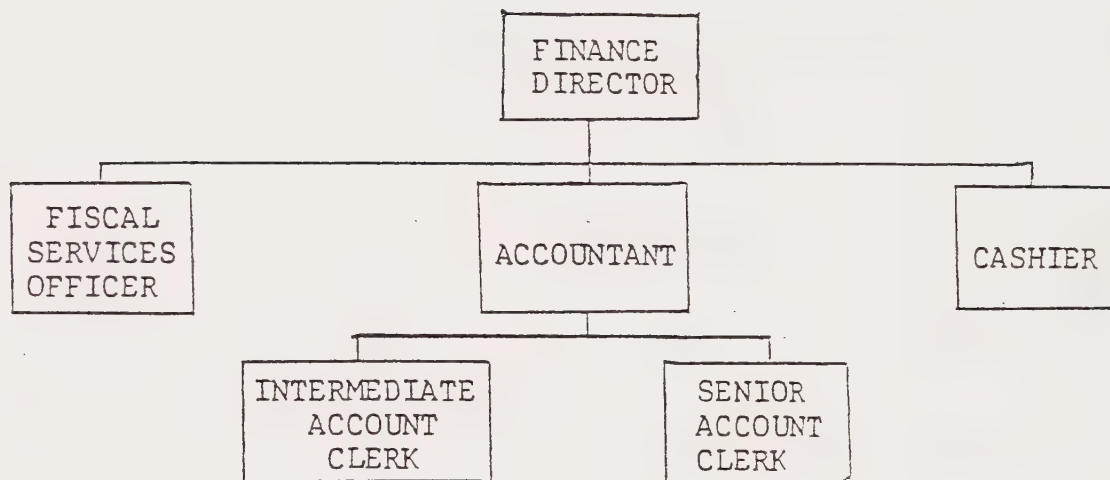 FINANCE
DIRECTOR
FISCAL
SERVICES
OFFICER
ACCOUNTANT
CASHIER
INTERMEDIATE
ACCOUNT
CLERK
SENIOR
ACCOUNT
CLERK